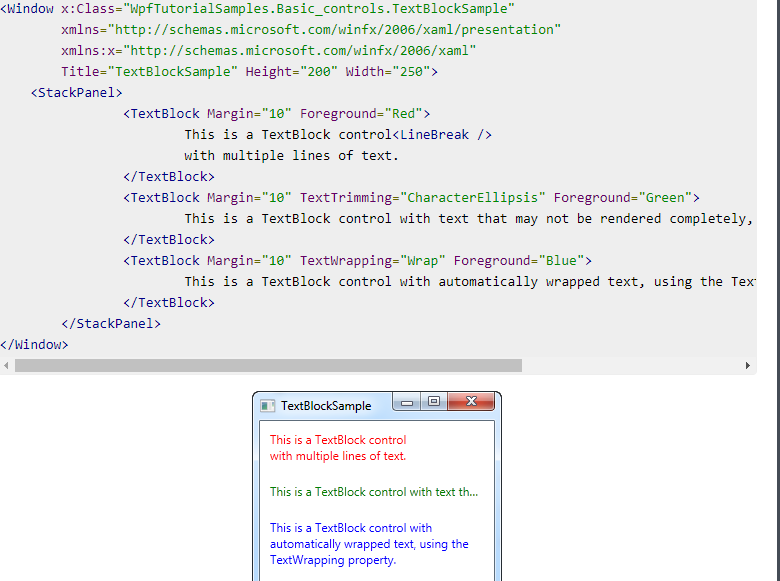 <Window x:Class="WpfTutorialSamples.Basic_controls.TextBlockSample"
xmlns="http://schemas.microsoft.com/winfx/2006/xaml/presentation"
xmlns:x="http://schemas.microsoft.com/winfx/2006/xaml"
Title="TextBlockSample" Height="200" Width="250">
<StackPanel>
<TextBlock Margin="10" Foreground="Red">
This is a TextBlock control<LineBreak />
with multiple lines of text.
</TextBlock>
<TextBlock Margin="10" TextTrimming="CharacterEllipsis" Foreground="Green">
This is a TextBlock control with text that may not be rendered completely,
</TextBlock>
<TextBlock Margin="10" TextWrapping="Wrap" Foreground="Blue">
This is a TextBlock control with automatically wrapped text, using the Tex
</TextBlock>
</StackPanel>
</Window>
TextBlockSample
This is a TextBlock control
with multiple lines of text.
This is a TextBlock control with text th...
This is a TextBlock control with
automatically wrapped text, using the
TextWrapping property.